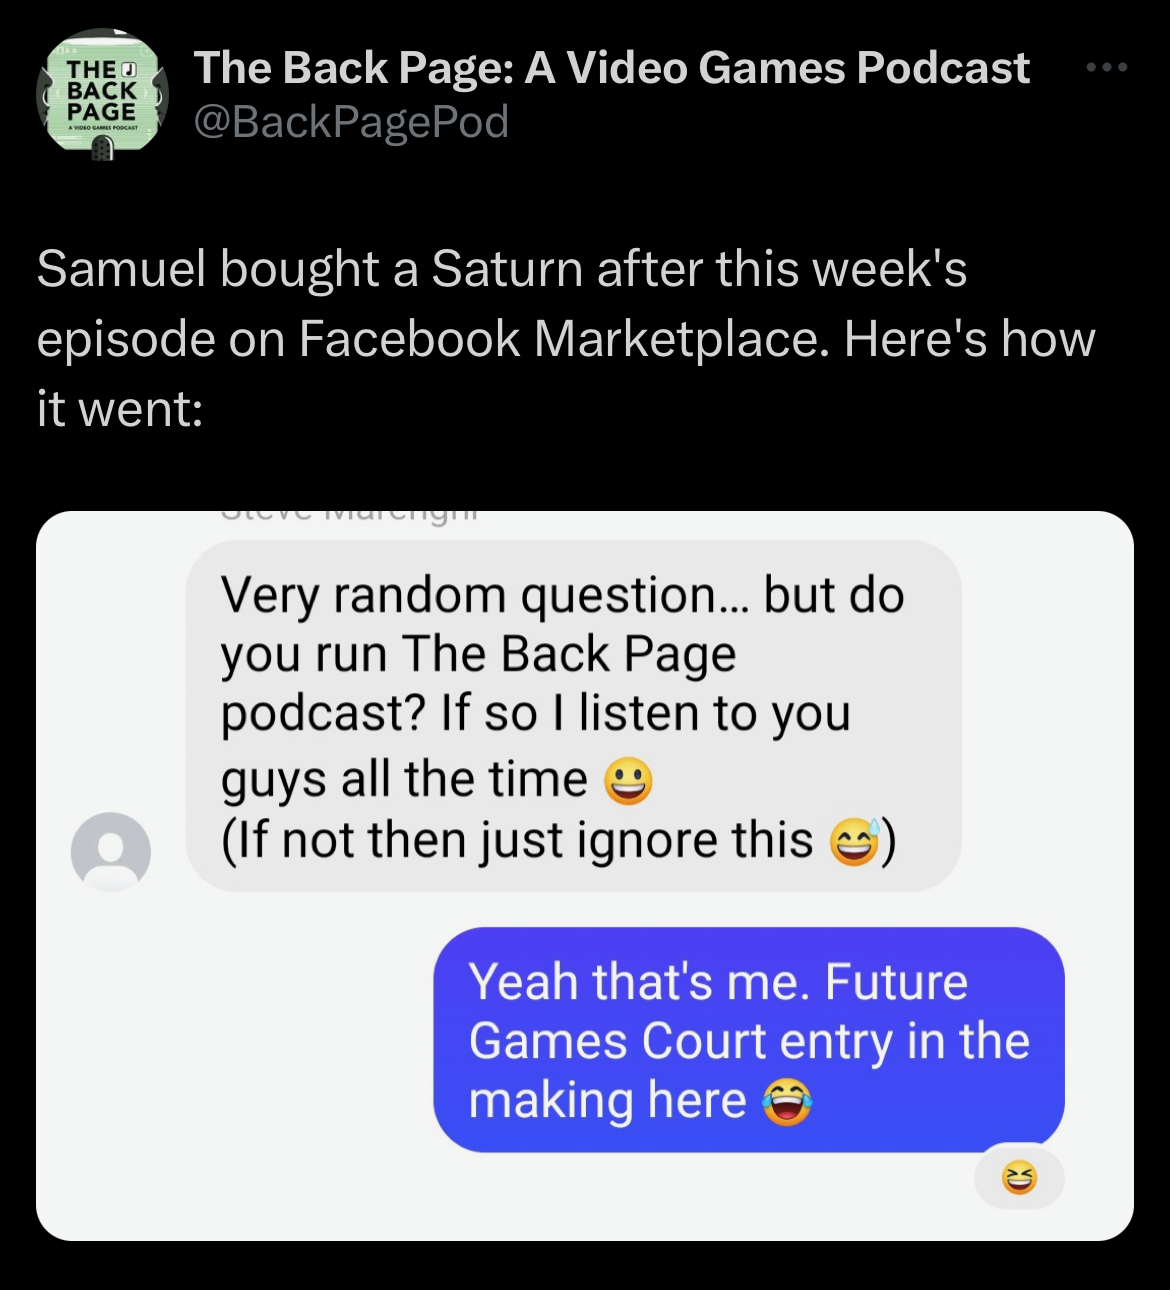 THE
BACK
PAGE
A VIDEO GAMES PODCAST
The Back Page: A Video Games Podcast
@BackPagePod
Samuel bought a Saturn after this week's
episode on Facebook Marketplace. Here's how
it went:
Steve Marenghi
Very random question... but do
you run The Back Page
podcast? If so I listen to you
guys all the time 😀
(If not then just ignore this 😅)
Yeah that's me. Future
Games Court entry in the
making here 😂
😆